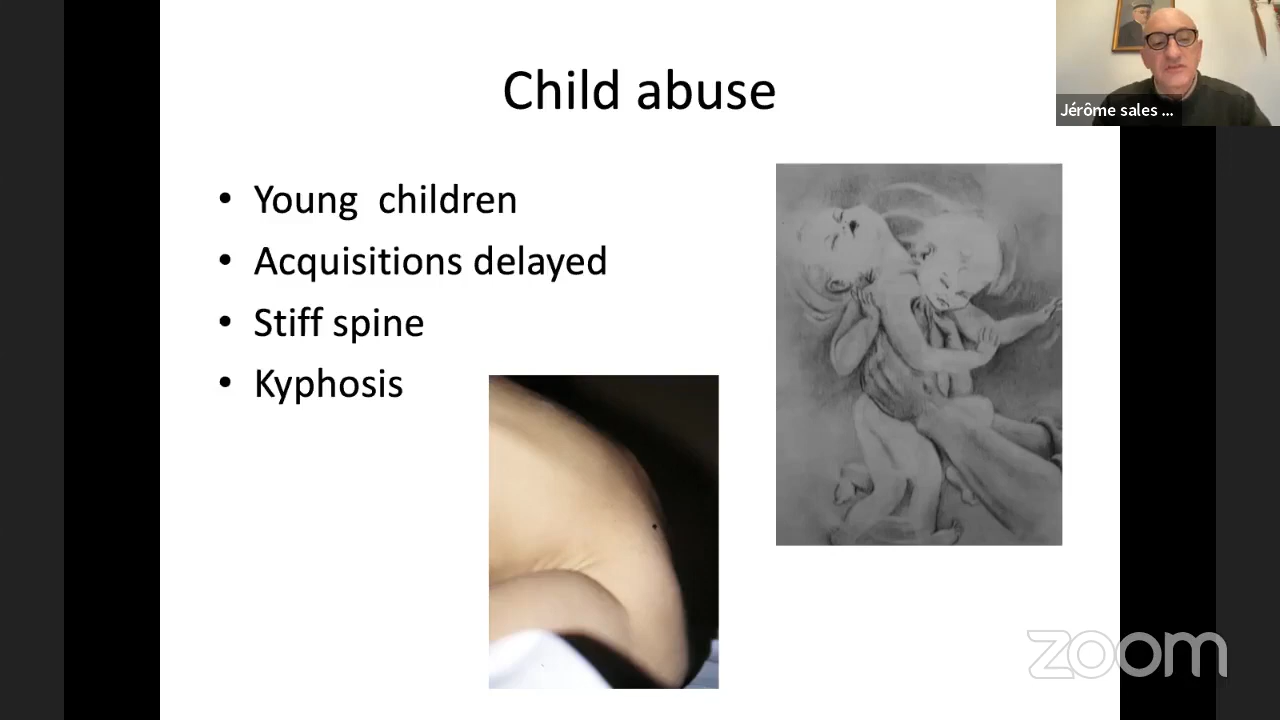 Child abuse
Jérôme sales ...
• Young children
• Acquisitions delayed
• Stiff spine
• Kyphosis
zoom